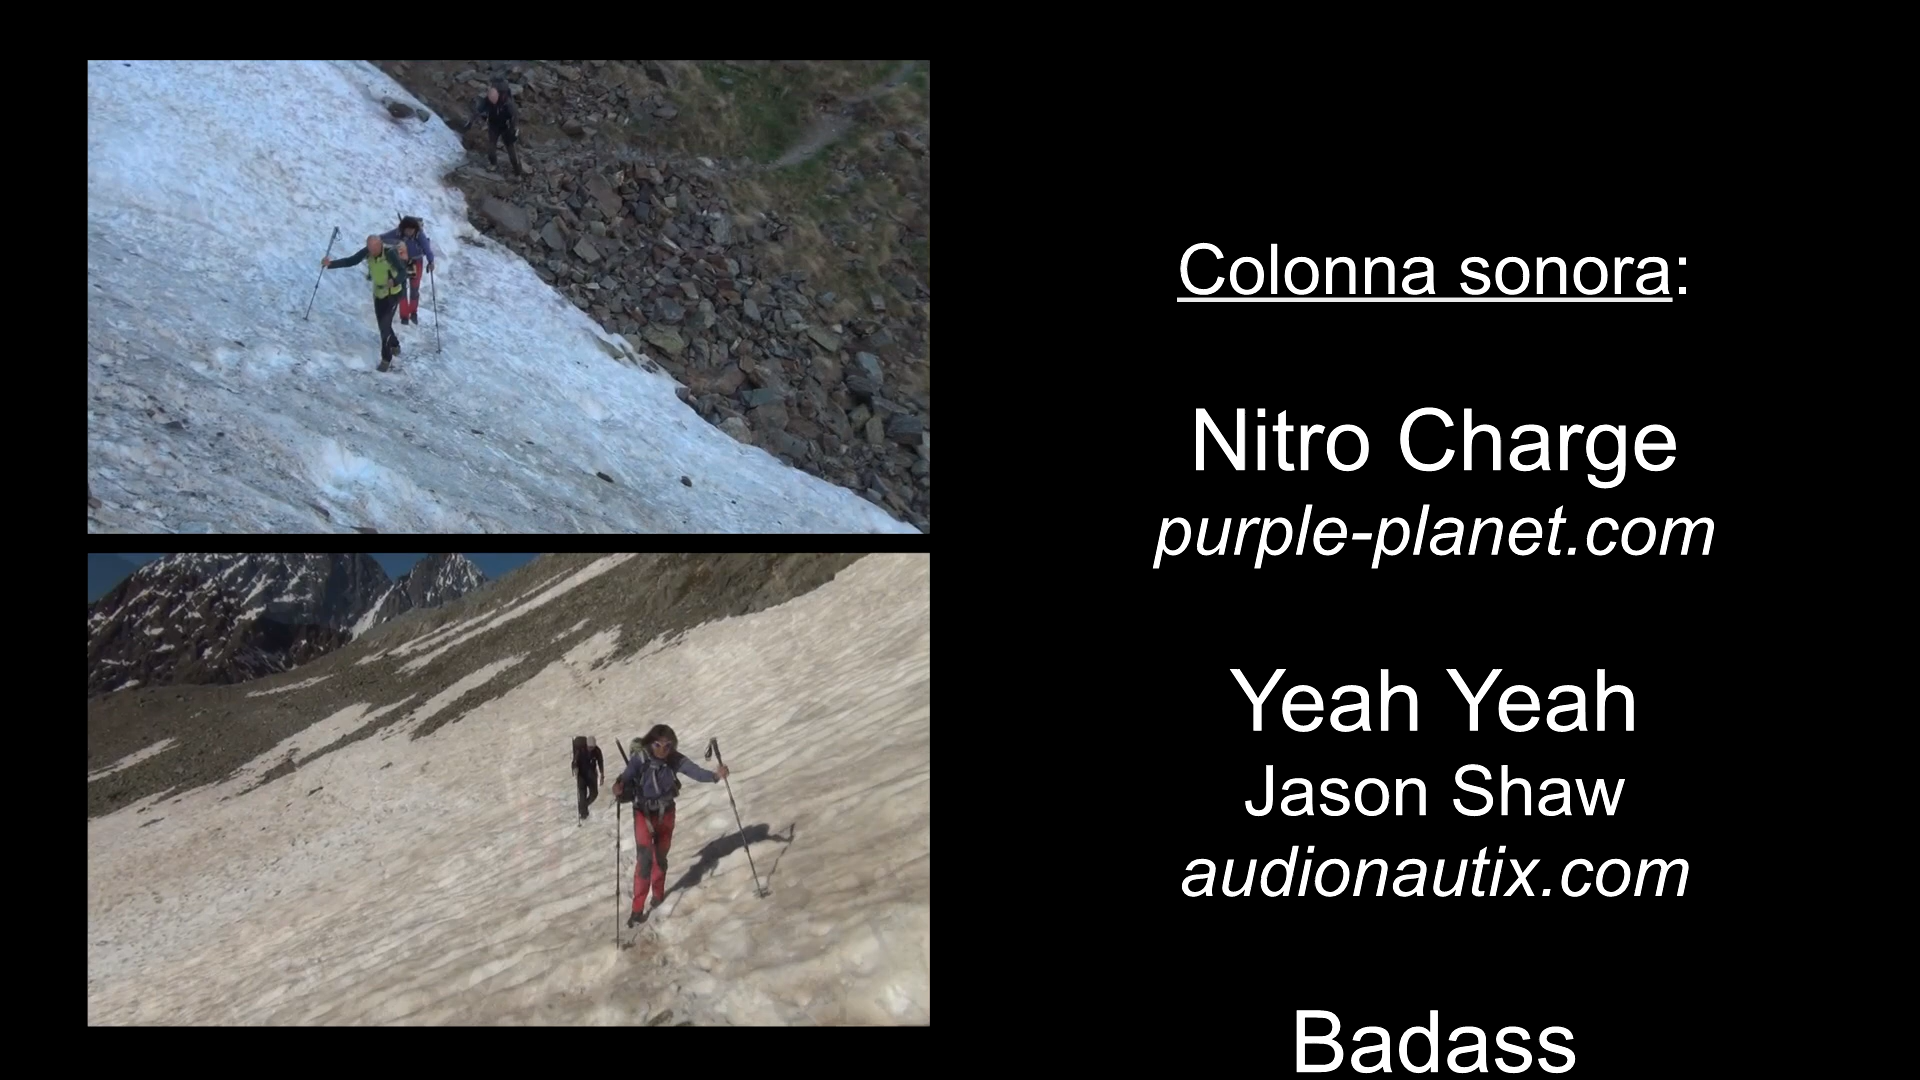 Colonna sonora:
Nitro Charge
purple-planet.com
Yeah Yeah
Jason Shaw
audionautix.com
Badass